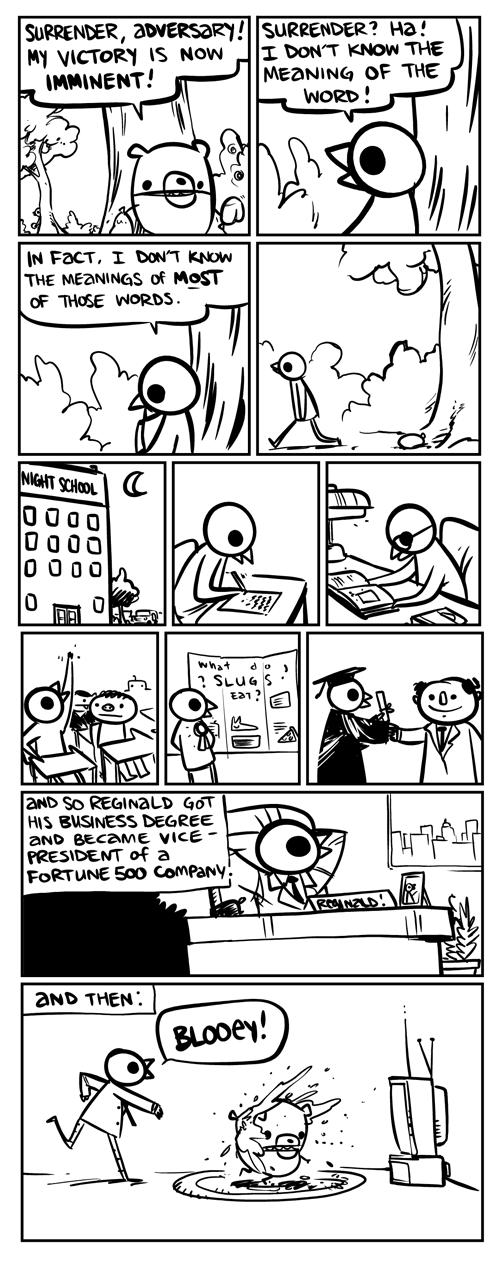 SURRENDER, ADVERSARY!
MY VICTORY IS NOW
IMMINENT!
SURRENDER? Ha!
I DON'T KNOW THE
MEANING OF THE
WORD!
IN FACT, I DON'T KNOW
THE MEANINGS OF MOST
OF THOSE WORDS.
NIGHT SCHOOL
What do
? SLUGS
EAT?
AND SO REGINALD GOT
HIS BUSINESS DEGREE
AND BECAME VICE-
PRESIDENT OF A
FORTUNE 500 COMPANY.
REGINALD!
AND THEN:
BLOOEY!